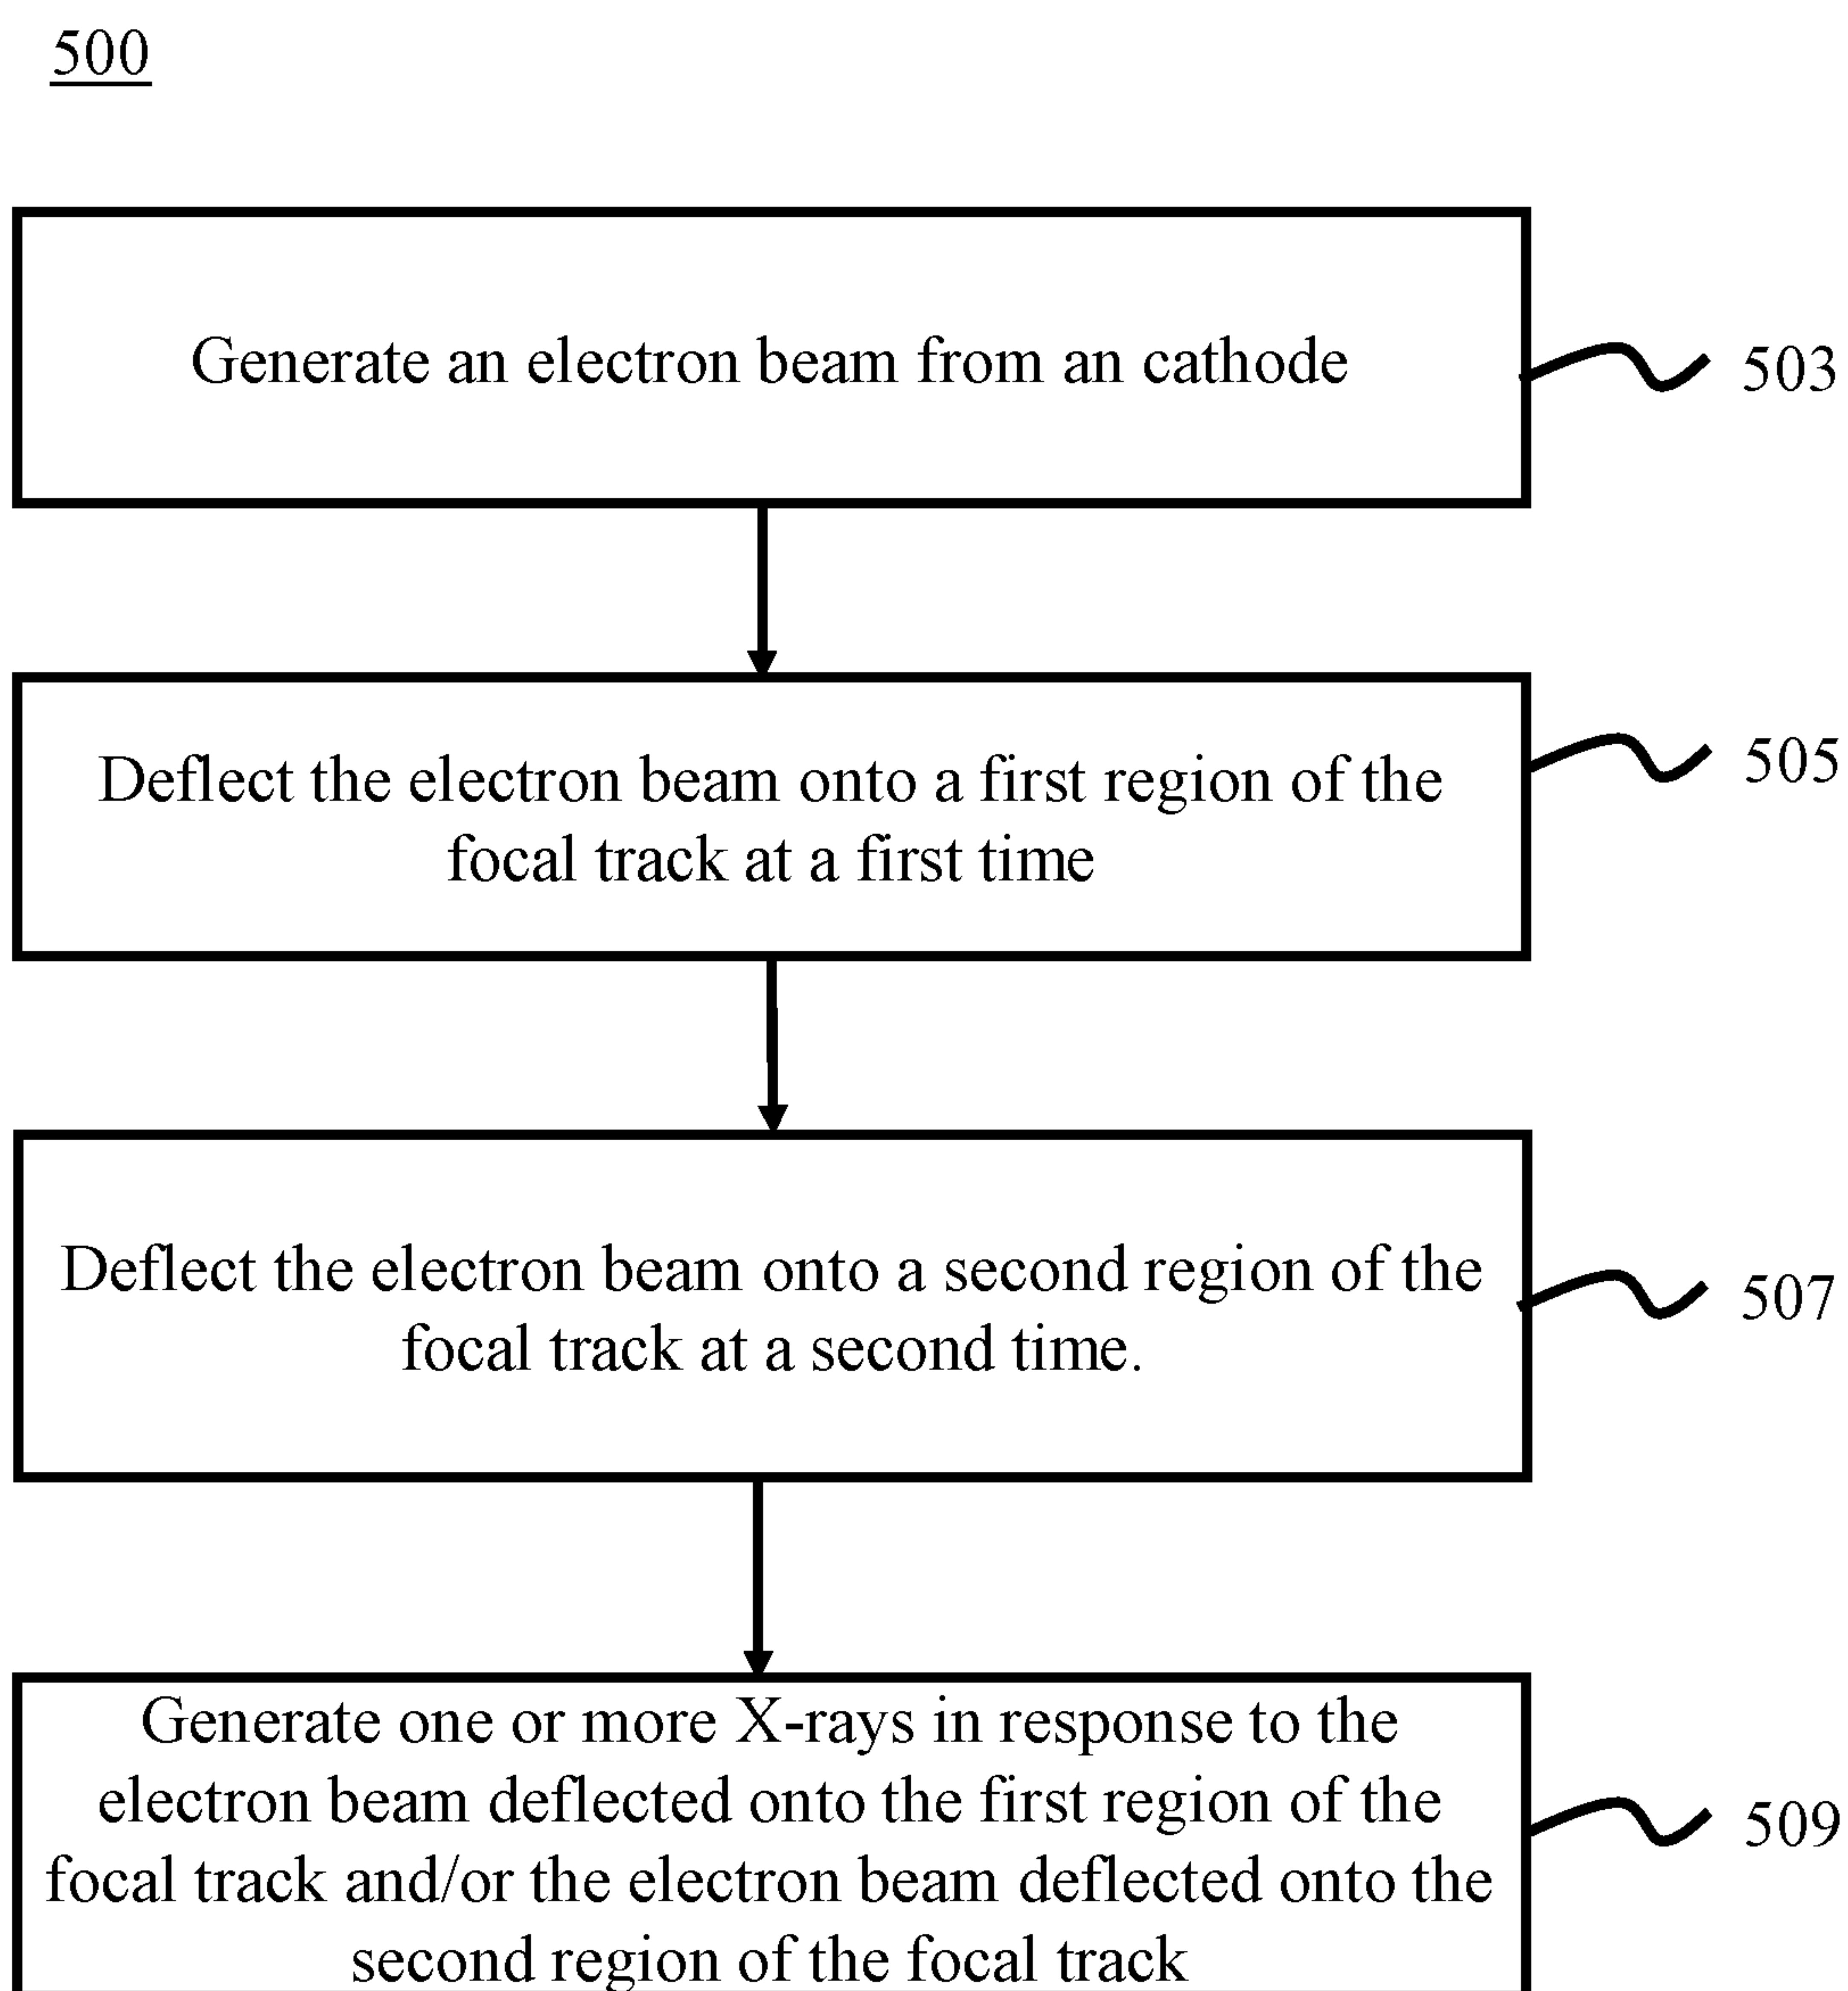 500
Generate an electron beam from an cathode
503
Deflect the electron beam onto a first region of the
focal track at a first time
505
Deflect the electron beam onto a second region of the
focal track at a second time.
507
Generate one or more X-rays in response to the
electron beam deflected onto the first region of the
focal track and/or the electron beam deflected onto the
second region of the focal track
509